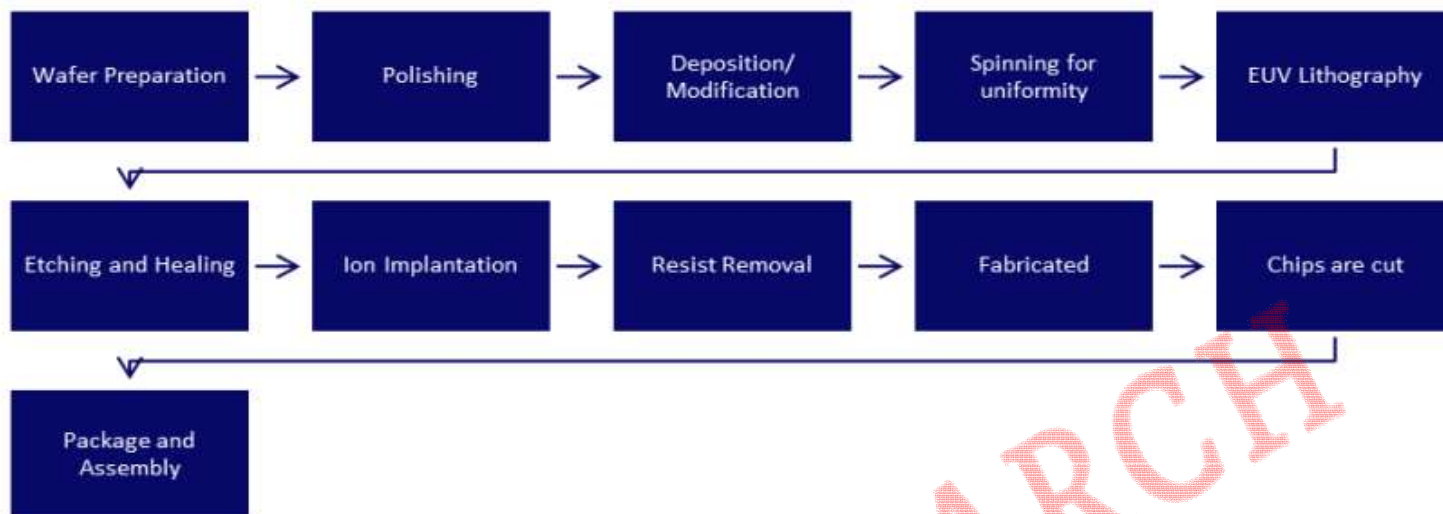 Wafer Preparation
Polishing
Deposition/
Modification
Spinning for
uniformity
EUV Lithography
Etching and Healing
Ion Implantation
Resist Removal
Fabricated
Chips are cut
Package and
Assembly
ARCH